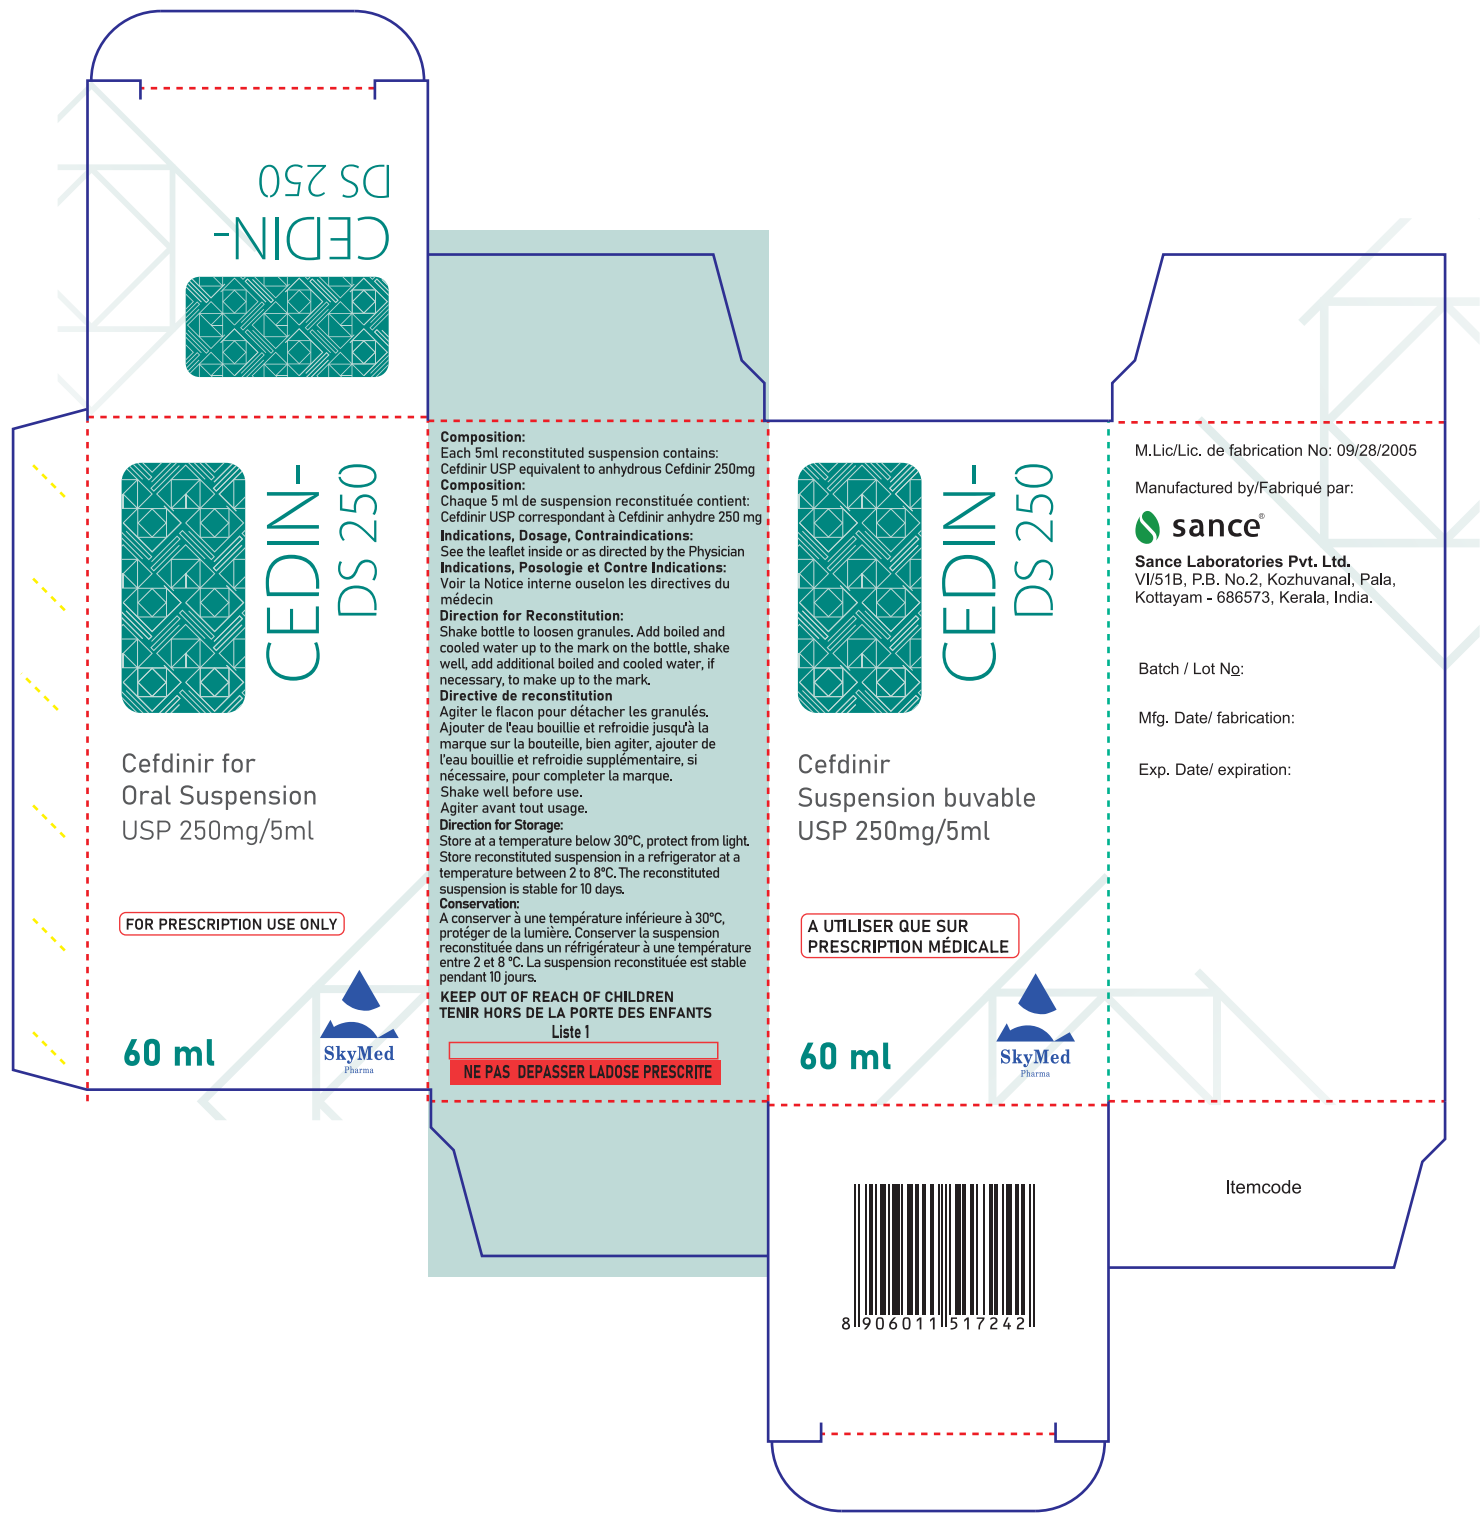 CEDIN-
DS 250
CEDIN-
DS 250
Cefdinir for
Oral Suspension
USP 250mg/5ml
FOR PRESCRIPTION USE ONLY
60 ml
SkyMed
Pharma
Composition:
Each 5ml reconstituted suspension contains:
Cefdinir USP equivalent to anhydrous Cefdinir 250mg
Composition:
Chaque 5 ml de suspension reconstituée contient:
Cefdinir USP correspondant à Cefdinir anhydre 250 mg
Indications, Dosage, Contraindications:
See the leaflet inside or as directed by the Physician
Indications, Posologie et Contre Indications:
Voir la Notice interne ouselon les directives du
médecin
Direction for Reconstitution:
Shake bottle to loosen granules. Add boiled and
cooled water up to the mark on the bottle, shake
well, add additional boiled and cooled water, if
necessary, to make up to the mark.
Directive de reconstitution
Agiter le flacon pour détacher les granulés.
Ajouter de l'eau bouillie et refroidie jusqu'à la
marque sur la bouteille, bien agiter, ajouter de
l'eau bouillie et refroidie supplémentaire, si
nécessaire, pour completer la marque.
Shake well before use.
Agiter avant tout usage.
Direction for Storage:
Store at a temperature below 30°C, protect from light.
Store reconstituted suspension in a refrigerator at a
temperature between 2 to 8°C. The reconstituted
suspension is stable for 10 days.
Conservation:
A conserver à une température inférieure à 30°C,
protéger de la lumière. Conserver la suspension
reconstituée dans un réfrigérateur à une température
entre 2 et 8 °C. La suspension reconstituée est stable
pendant 10 jours.
KEEP OUT OF REACH OF CHILDREN
TENIR HORS DE LA PORTE DES ENFANTS
Liste 1
NE PAS DEPASSER LADOSE PRESCRITE
CEDIN-
DS 250
Cefdinir
Suspension buvable
USP 250mg/5ml
A UTILISER QUE SUR
PRESCRIPTION MÉDICALE
60 ml
SkyMed
Pharma
8 906011 517242
M.Lic/Lic. de fabrication No: 09/28/2005
Manufactured by/Fabriqué par:
sance®
Sance Laboratories Pvt. Ltd.
VI/51B, P.B. No.2, Kozhuvanal, Pala,
Kottayam - 686573, Kerala, India.
Batch / Lot No:
Mfg. Date/ fabrication:
Exp. Date/ expiration:
Itemcode